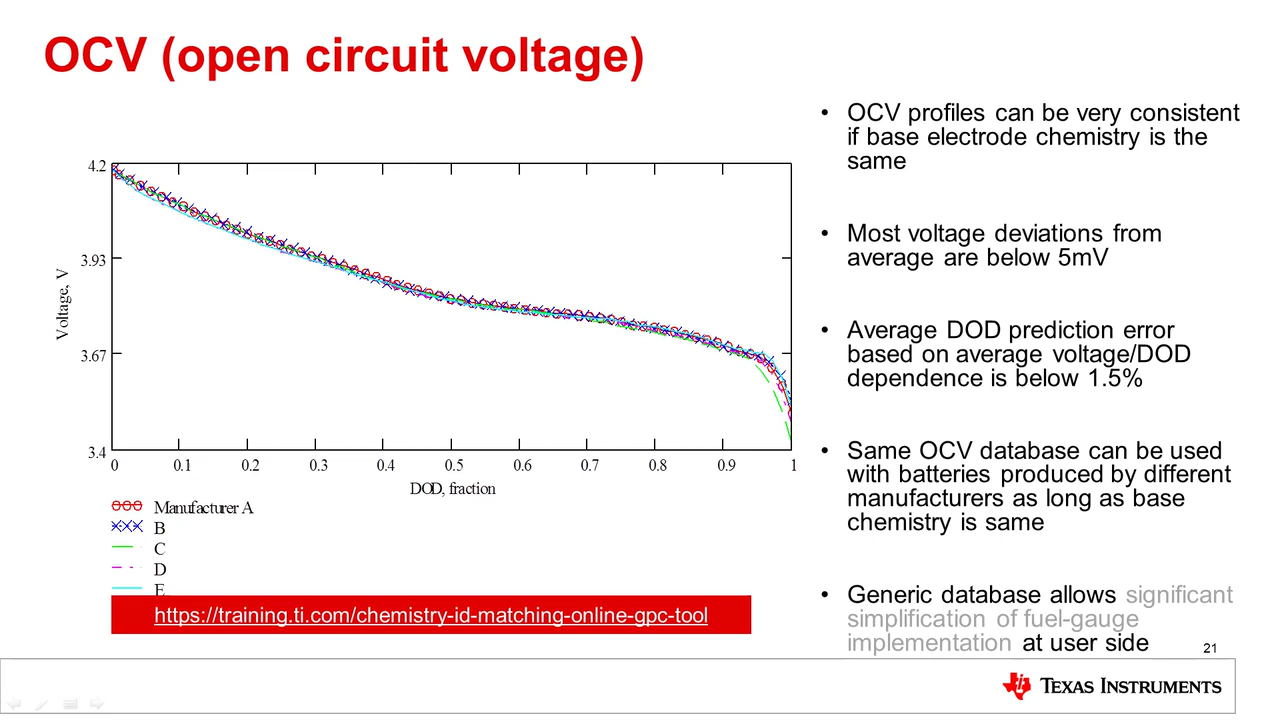 OCV (open circuit voltage)
4.2
3.93
3.67
3.4
Voltage, V
0
0.1
0.2
0.3
0.4
0.5
0.6
0.7
0.8
0.9
1
DOD, fraction
Manufacturer A
B
C
D
E
https://training.ti.com/chemistry-id-matching-online-gpc-tool
• OCV profiles can be very consistent
if base electrode chemistry is the
same
• Most voltage deviations from
average are below 5mV
• Average DOD prediction error
based on average voltage/DOD
dependence is below 1.5%
• Same OCV database can be used
with batteries produced by different
manufacturers as long as base
chemistry is same
• Generic database allows significant
simplification of fuel-gauge
implementation at user side
21
TEXAS INSTRUMENTS